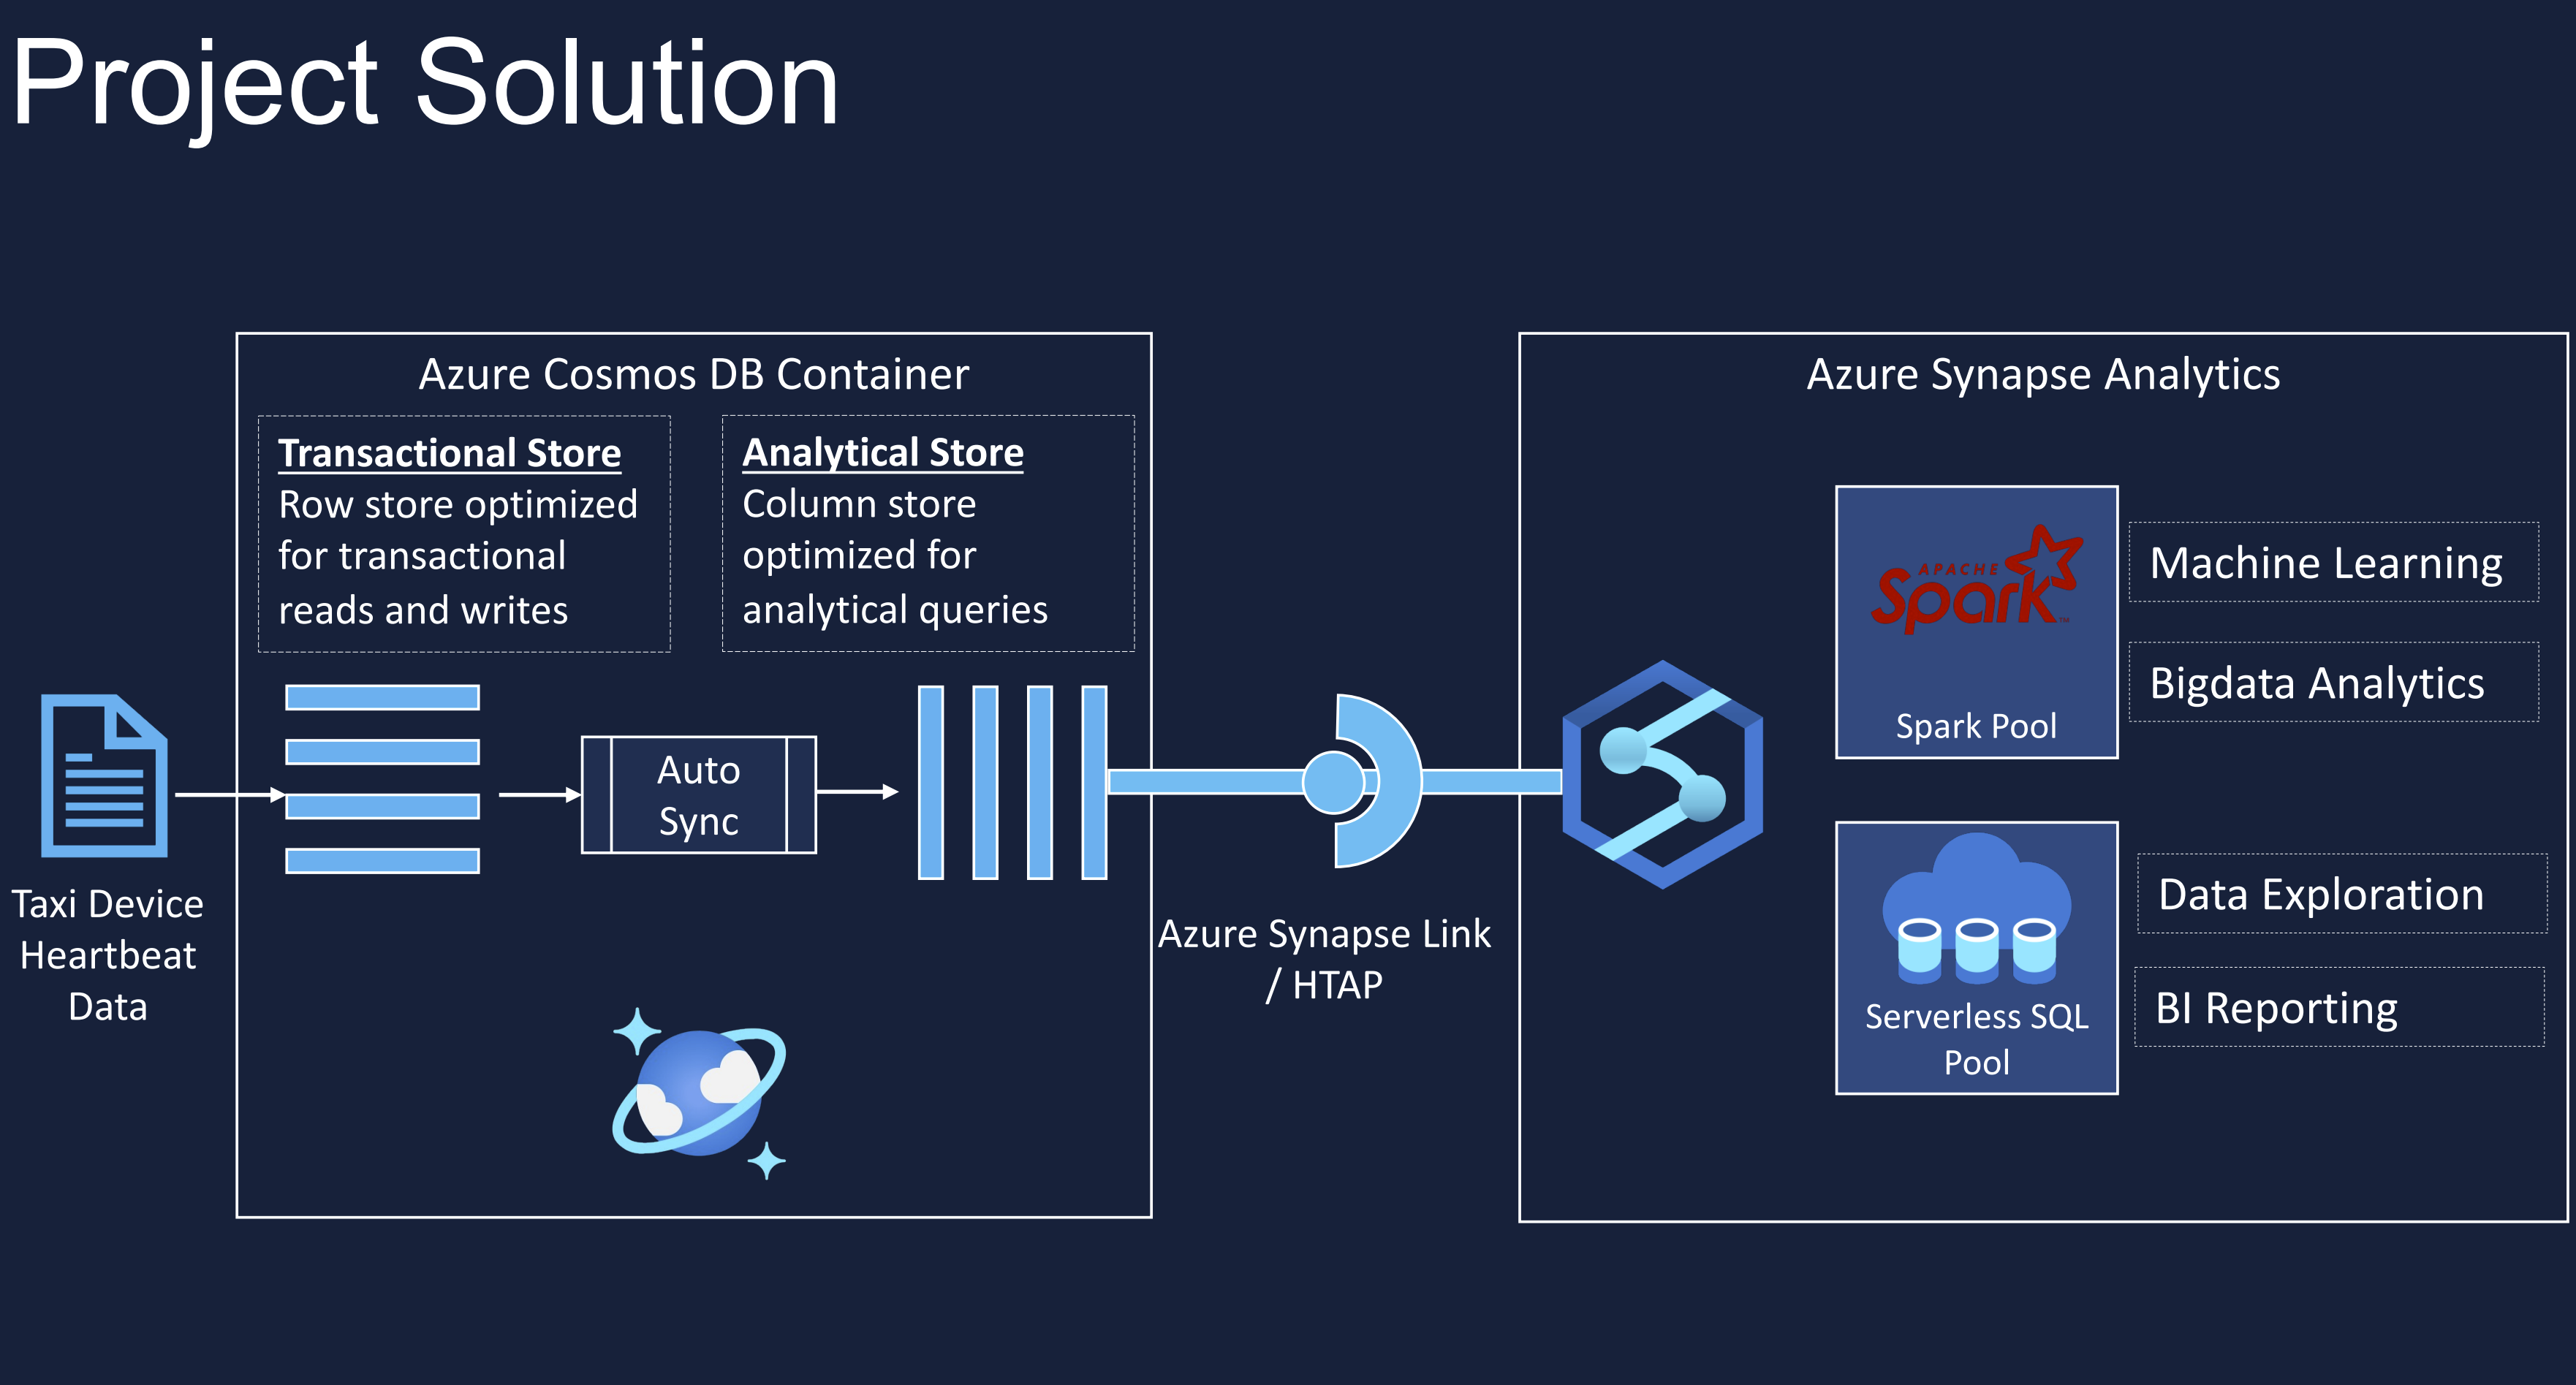 Project Solution
Azure Cosmos DB Container
Transactional Store
Row store optimized
for transactional
reads and writes
Analytical Store
Column store
optimized for
analytical queries
Taxi Device
Heartbeat
Data
Auto
Sync
Azure Synapse Link
/ HTAP
Azure Synapse Analytics
APACHE
Spark™
Spark Pool
Machine Learning
Bigdata Analytics
Serverless SQL
Pool
Data Exploration
BI Reporting